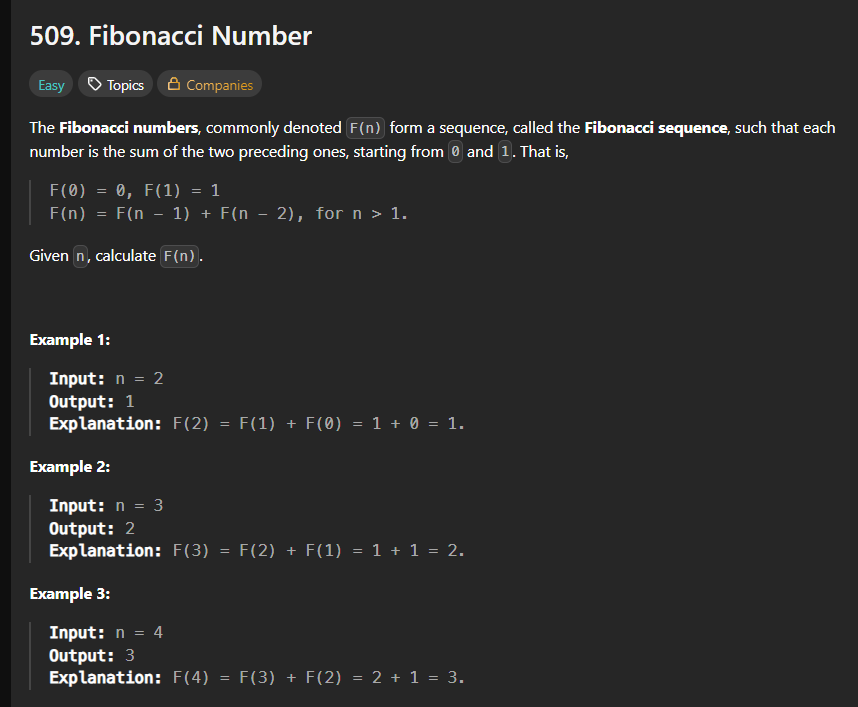 509. Fibonacci Number
Easy Topics Companies
The Fibonacci numbers, commonly denoted F(n) form a sequence, called the Fibonacci sequence, such that each
number is the sum of the two preceding ones, starting from 0 and 1. That is,
F(0) = 0, F(1) = 1
F(n) = F(n − 1) + F(n − 2), for n > 1.
Given n, calculate F(n).
Example 1:
Input: n = 2
Output: 1
Explanation: F(2) = F(1) + F(0) = 1 + 0 = 1.
Example 2:
Input: n = 3
Output: 2
Explanation: F(3) = F(2) + F(1) = 1 + 1 = 2.
Example 3:
Input: n = 4
Output: 3
Explanation: F(4) = F(3) + F(2) = 2 + 1 = 3.